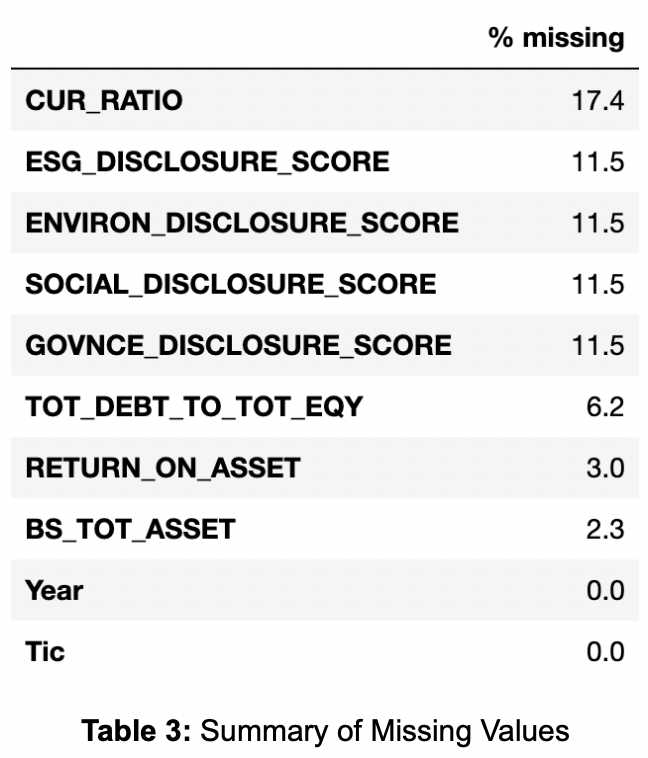 % missing
CUR_RATIO 17.4
ESG_DISCLOSURE_SCORE 11.5
ENVIRON_DISCLOSURE_SCORE 11.5
SOCIAL_DISCLOSURE_SCORE 11.5
GOVNCE_DISCLOSURE_SCORE 11.5
TOT_DEBT_TO_TOT_EQY 6.2
RETURN_ON_ASSET 3.0
BS_TOT_ASSET 2.3
Year 0.0
Tic 0.0
Table 3: Summary of Missing Values